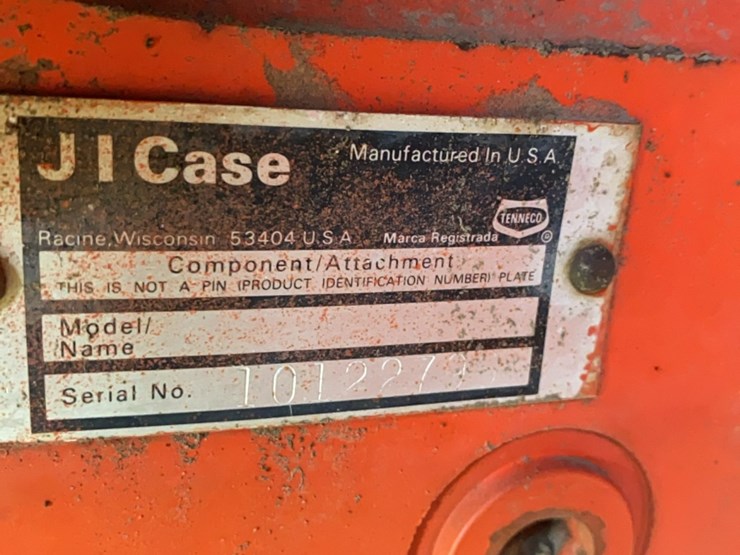 J I Case
Manufactured In U.S.A.
TENNECO
Racine, Wisconsin 53404 U.S.A. Marca Registrada ®
Component/Attachment
THIS IS NOT A PIN (PRODUCT IDENTIFICATION NUMBER) PLATE
Model/
Name
Serial No.